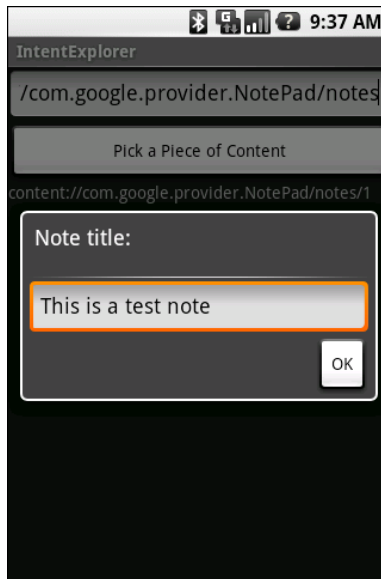 G
? 9:37 AM
IntentExplorer
/com.google.provider.NotePad/notes
Pick a Piece of Content
content://com.google.provider.NotePad/notes/1
Note title:
This is a test note
OK